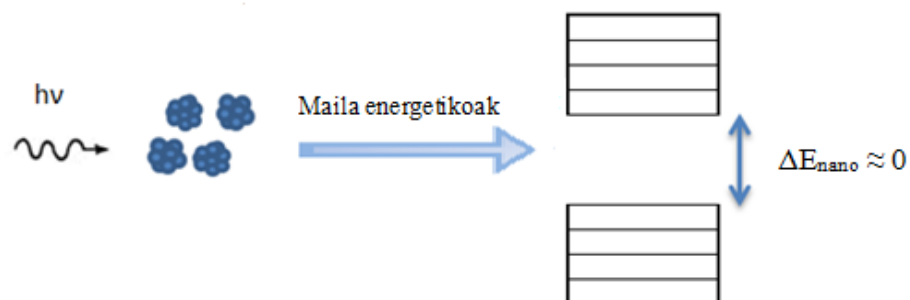 hν
Maila energetikoak
ΔEnano ≈ 0